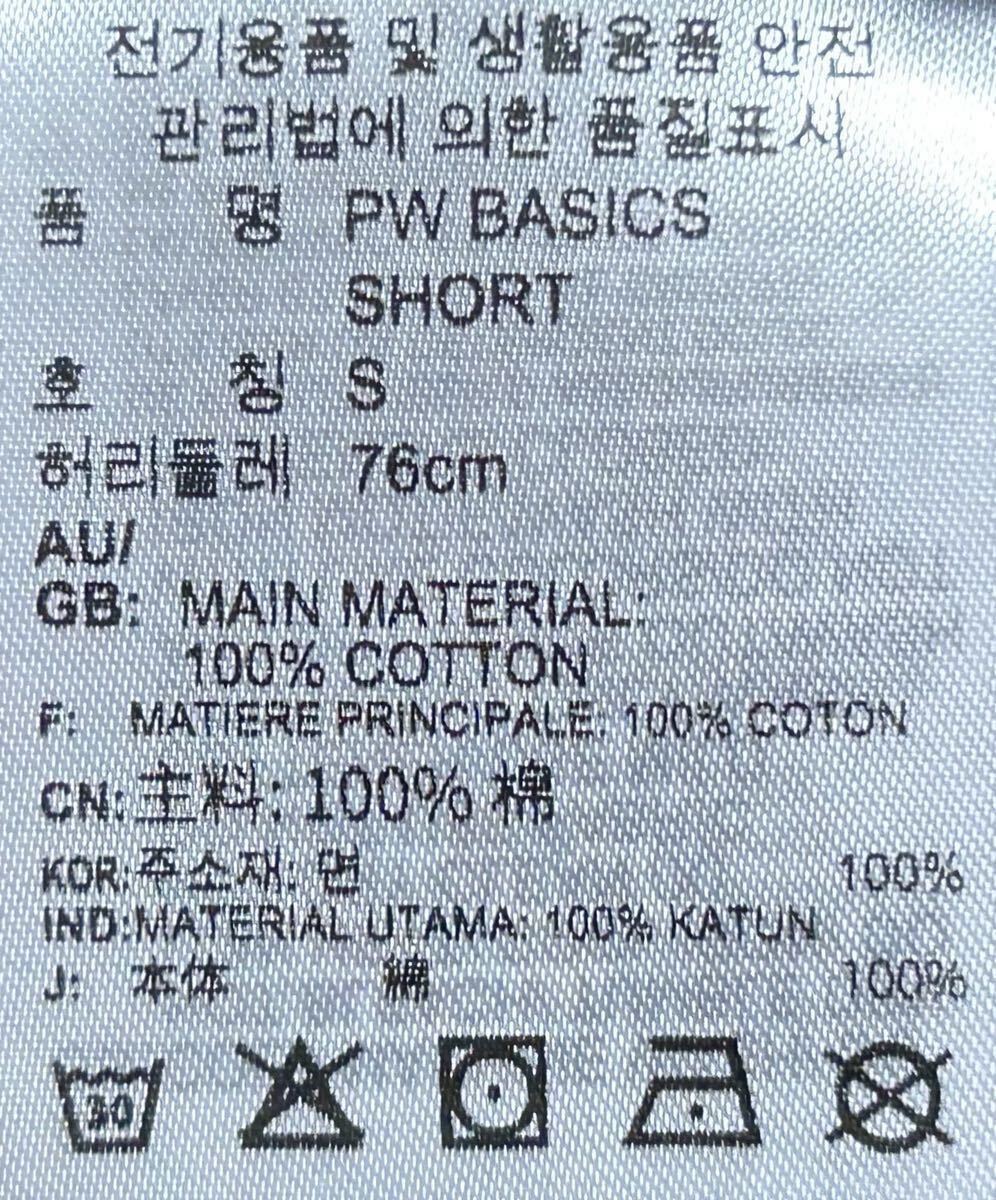 전기용품 및 생활용품 안전
관리법에 의한 품질표시
품 명 PW BASICS
SHORT
호 칭 S
허리둘레 76cm
AU/
GB: MAIN MATERIAL:
100% COTTON
F: MATIERE PRINCIPALE: 100% COTON
CN: 主料: 100% 棉
KOR: 주소재: 면 100%
IND:MATERIAL UTAMA: 100% KATUN
J: 本体 綿 100%
30